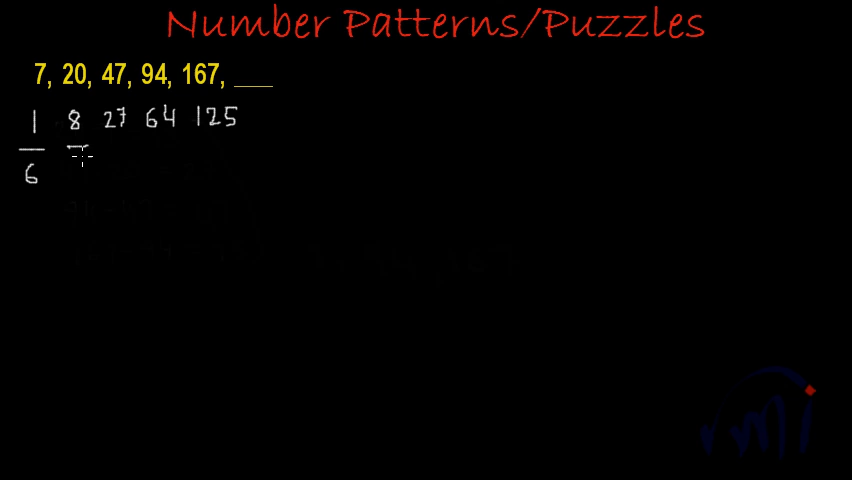 Number Patterns/Puzzles
7, 20, 47, 94, 167, ___
1 8 27 64 125
6